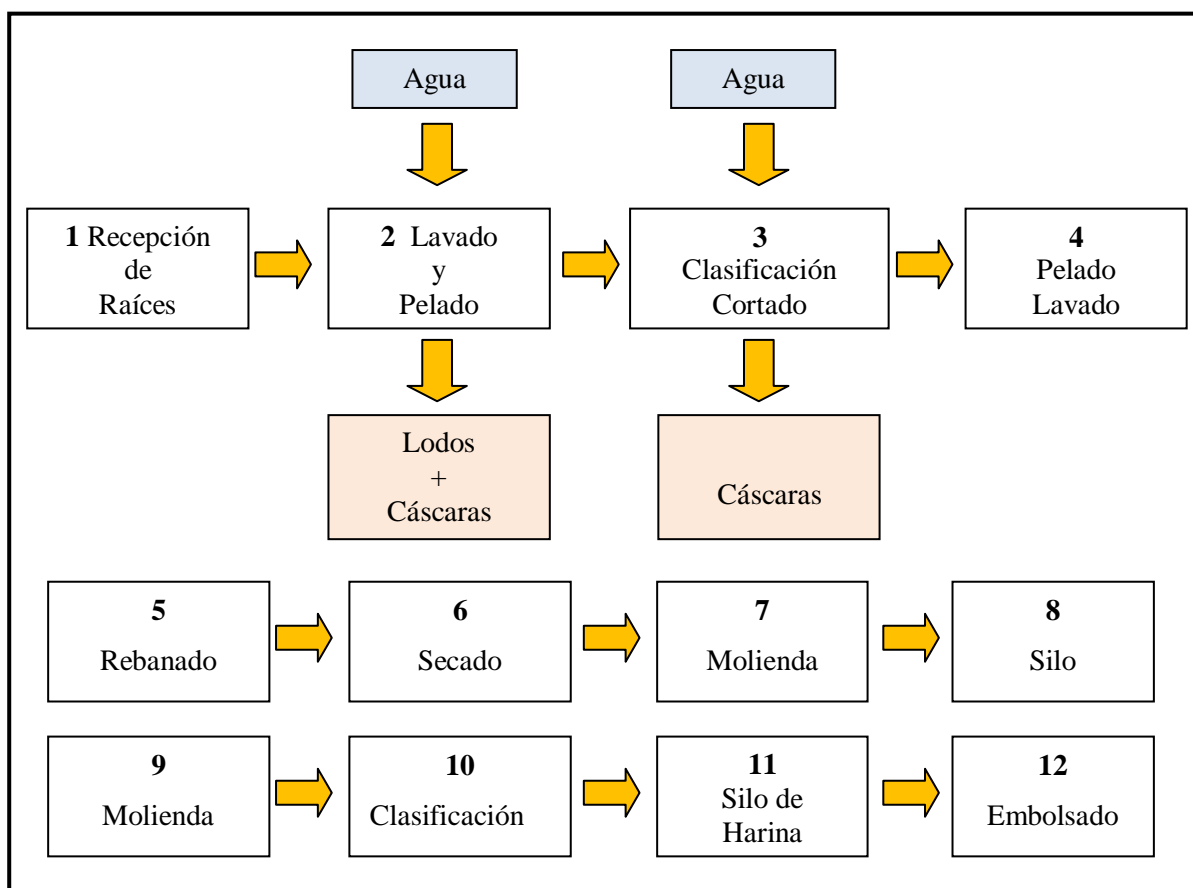 Agua
Agua
1 Recepción
de
Raíces
2 Lavado
y
Pelado
3
Clasificación
Cortado
4
Pelado
Lavado
Lodos
+
Cáscaras
Cáscaras
5
Rebanado
6
Secado
7
Molienda
8
Silo
9
Molienda
10
Clasificación
11
Silo de
Harina
12
Embolsado